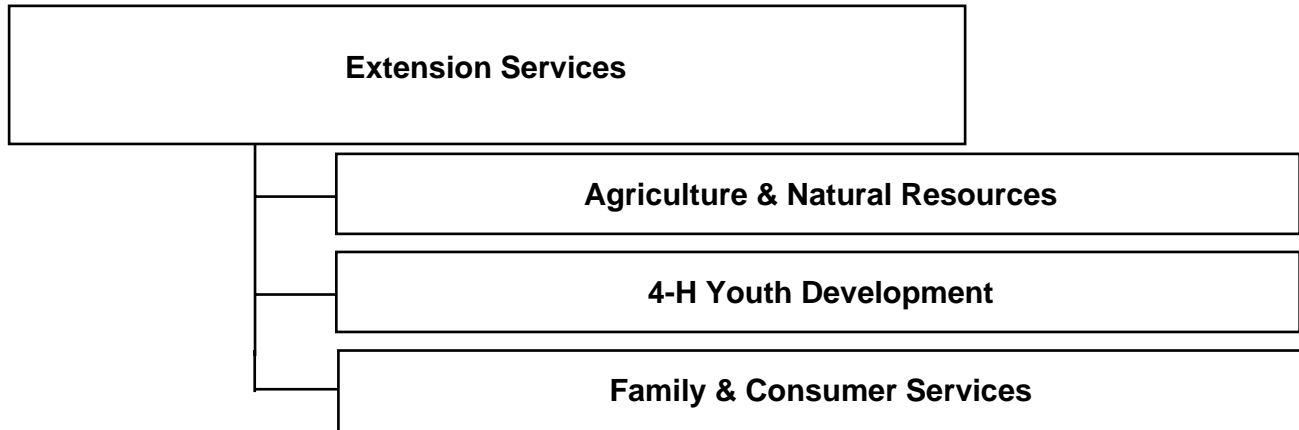 Extension Services
Agriculture & Natural Resources
4-H Youth Development
Family & Consumer Services